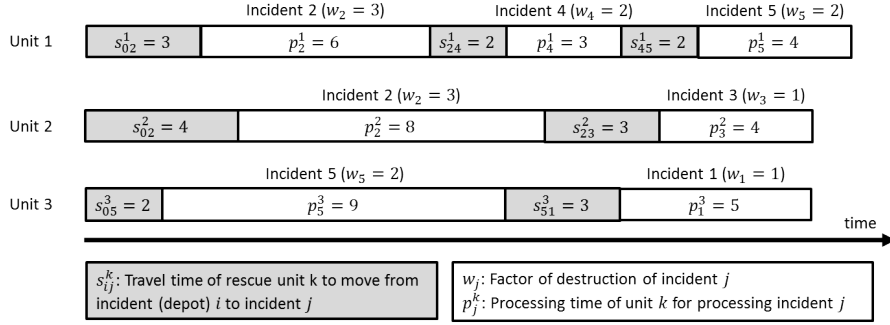 Incident 2 (w₂ = 3) Incident 4 (w₄ = 2) Incident 5 (w₅ = 2)
Unit 1 s¹₀₂ = 3 p¹₂ = 6 s¹₂₄ = 2 p¹₄ = 3 s¹₄₅ = 2 p¹₅ = 4
Incident 2 (w₂ = 3) Incident 3 (w₃ = 1)
Unit 2 s²₀₂ = 4 p²₂ = 8 s²₂₃ = 3 p²₃ = 4
Incident 5 (w₅ = 2) Incident 1 (w₁ = 1)
Unit 3 s³₀₅ = 2 p³₅ = 9 s³₅₁ = 3 p³₁ = 5
time
sᵏᵢⱼ: Travel time of rescue unit k to move from
incident (depot) i to incident j
wⱼ: Factor of destruction of incident j
pᵏⱼ: Processing time of unit k for processing incident j